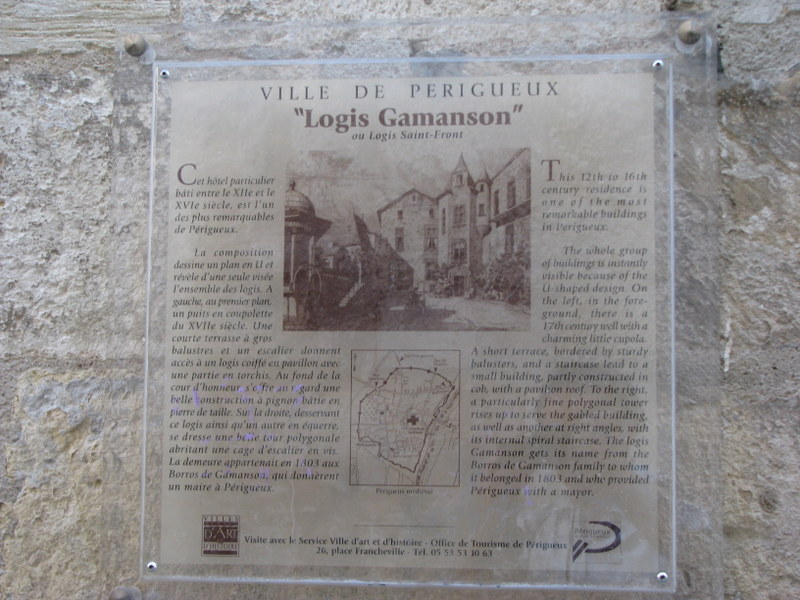 VILLE DE PÉRIGUEUX
"Logis Gamanson"
ou Logis Saint-Front
Cet hôtel particulier
bâti entre le XIIe et le
XVIe siècle, est l'un
des plus remarquables
de Périgueux.
La composition
dessine un plan en U et
révèle d'une seule visée
l'ensemble des logis. A
gauche, au premier plan,
un puits en coupolette
du XVIIe siècle. Une
courte terrasse à gros
balustres et un escalier donnent
accès à un logis coiffé en pavillon avec
une partie en torchis. Au fond de la
cour d'honneur s'offre au regard une
belle construction à pignon bâtie en
pierre de taille. Sur la droite, desservant
ce logis ainsi qu'un autre en équerre,
se dresse une belle tour polygonale
abritant une cage d'escalier en vis.
La demeure appartenait en 1803 aux
Borros de Gamanson, qui donnèrent
un maire à Périgueux.
This 12th to 16th
century residence is
one of the most
remarkable buildings
in Perigueux.
The whole group
of buildings is instantly
visible because of the
U-shaped design. On
the left, in the fore-
ground, there is a
17th century well with a
charming little cupola.
A short terrace, bordered by sturdy
balusters, and a staircase lead to a
small building, partly constructed in
cob, with a pavilion roof. To the right,
a particularly fine polygonal tower
rises up to serve the gabled building,
as well as another at right angles, with
its internal spiral staircase. The logis
Gamanson gets its name from the
Borros de Gamanson family to whom
it belonged in 1803 and who provided
Périgueux with a mayor.
Périgueux médiéval
VILLES
D'ART
ET D'HISTOIRE
Visite avec le Service Ville d'art et d'histoire - Office de Tourisme de Périgueux
26, place Francheville - Tél. 05 53 53 10 63
périgueux